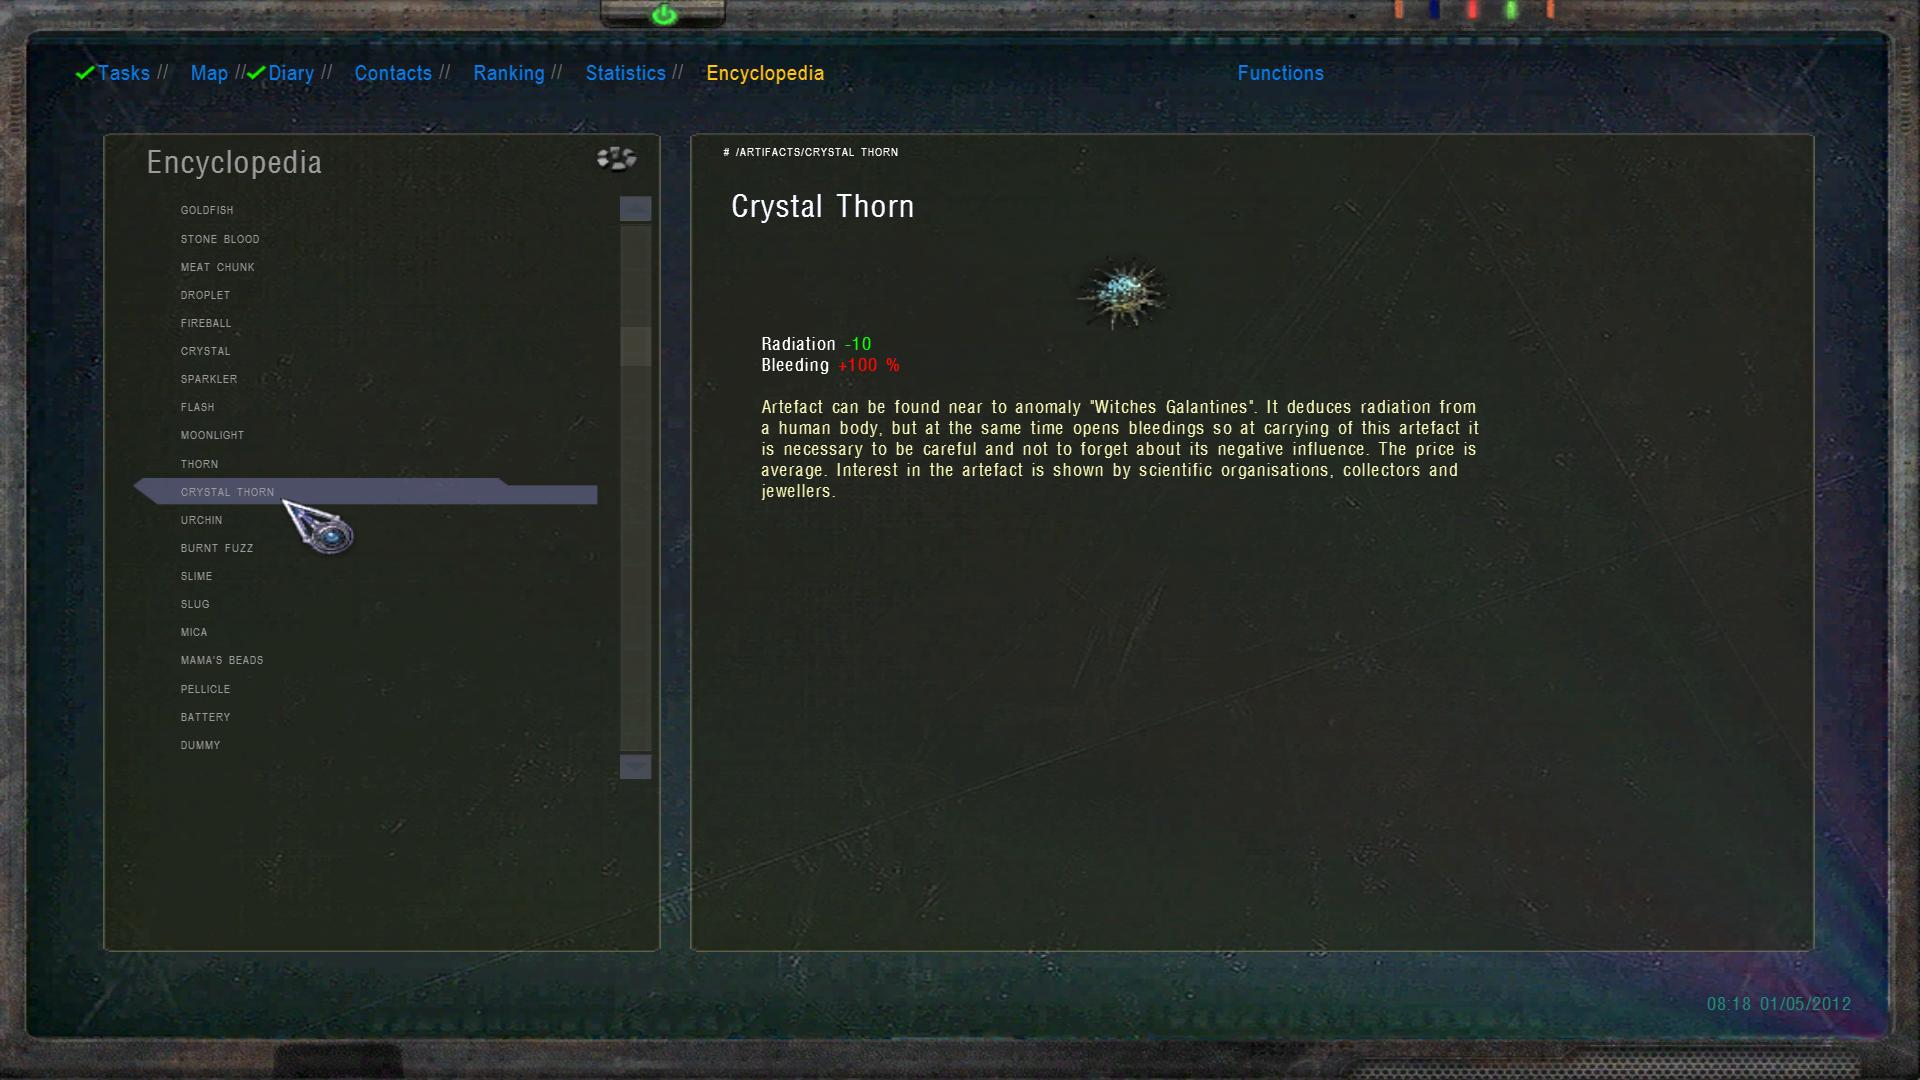 Tasks // Map // Diary // Contacts // Ranking // Statistics // Encyclopedia Functions
Encyclopedia
GOLDFISH
STONE BLOOD
MEAT CHUNK
DROPLET
FIREBALL
CRYSTAL
SPARKLER
FLASH
MOONLIGHT
THORN
CRYSTAL THORN
URCHIN
BURNT FUZZ
SLIME
SLUG
MICA
MAMA'S BEADS
PELLICLE
BATTERY
DUMMY
# /ARTIFACTS/CRYSTAL THORN
Crystal Thorn
Radiation -10
Bleeding +100 %
Artefact can be found near to anomaly "Witches Galantines". It deduces radiation from
a human body, but at the same time opens bleedings so at carrying of this artefact it
is necessary to be careful and not to forget about its negative influence. The price is
average. Interest in the artefact is shown by scientific organisations, collectors and
jewellers.
08:18 01/05/2012